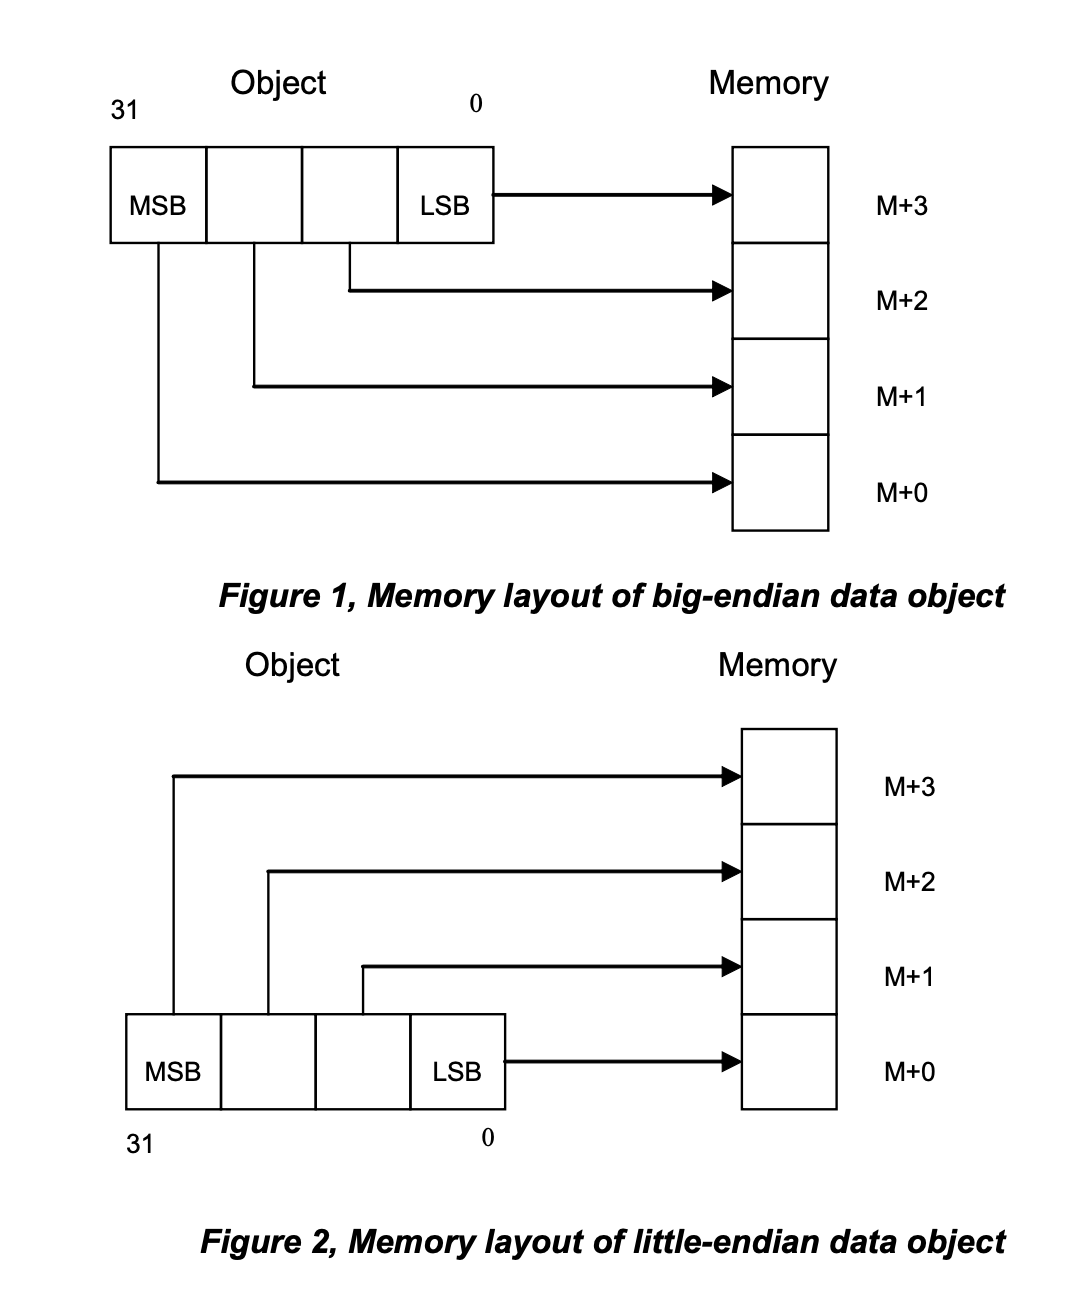 Object Memory
31 0
MSB LSB M+3
M+2
M+1
M+0
Figure 1, Memory layout of big-endian data object
Object Memory
M+3
M+2
M+1
MSB LSB M+0
31 0
Figure 2, Memory layout of little-endian data object